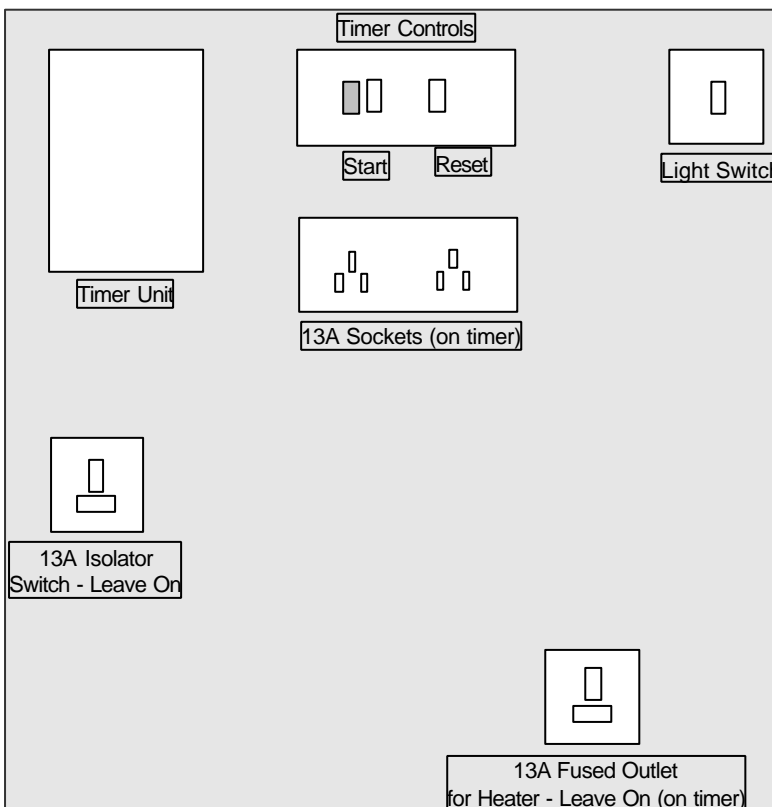 Timer Controls
Start
Reset
Light Switch
Timer Unit
13A Sockets (on timer)
13A Isolator
Switch - Leave On
13A Fused Outlet
for Heater - Leave On (on timer)